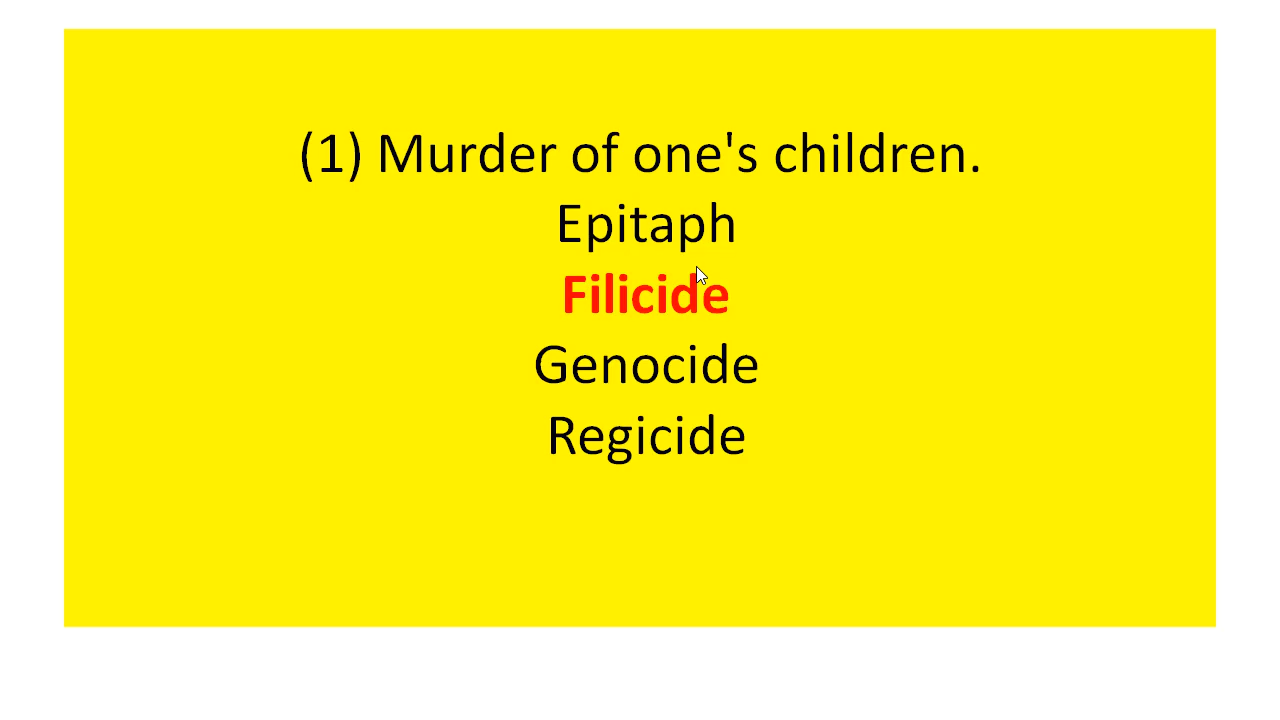 (1) Murder of one's children.
Epitaph
Filicide
Genocide
Regicide